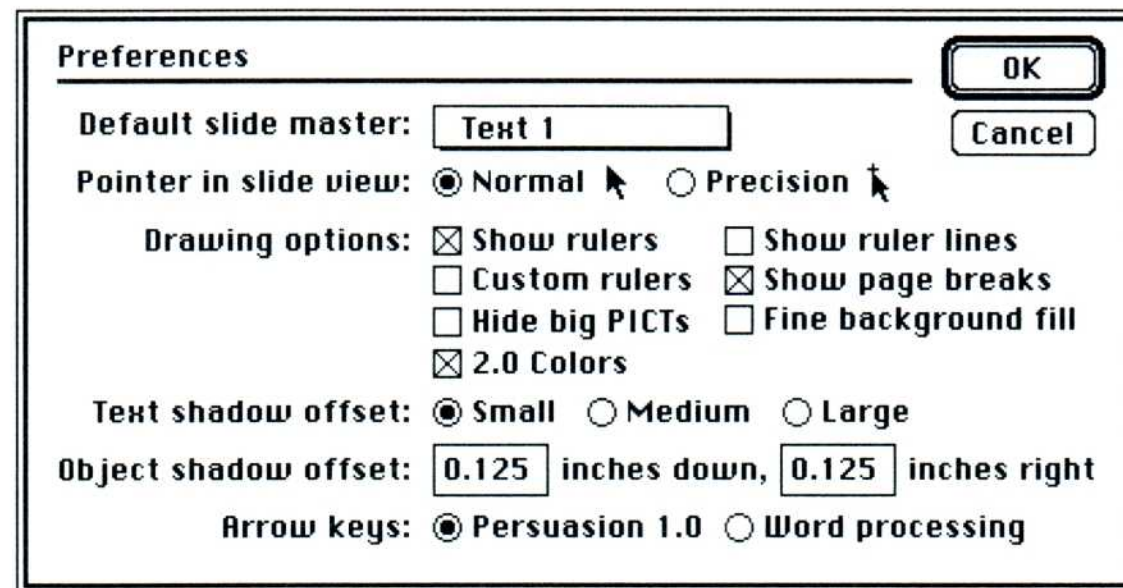 Preferences
OK
Default slide master: Text 1
Cancel
Pointer in slide view: Normal Precision
Drawing options: Show rulers Show ruler lines
Custom rulers Show page breaks
Hide big PICTs Fine background fill
2.0 Colors
Text shadow offset: Small Medium Large
Object shadow offset: 0.125 inches down, 0.125 inches right
Arrow keys: Persuasion 1.0 Word processing